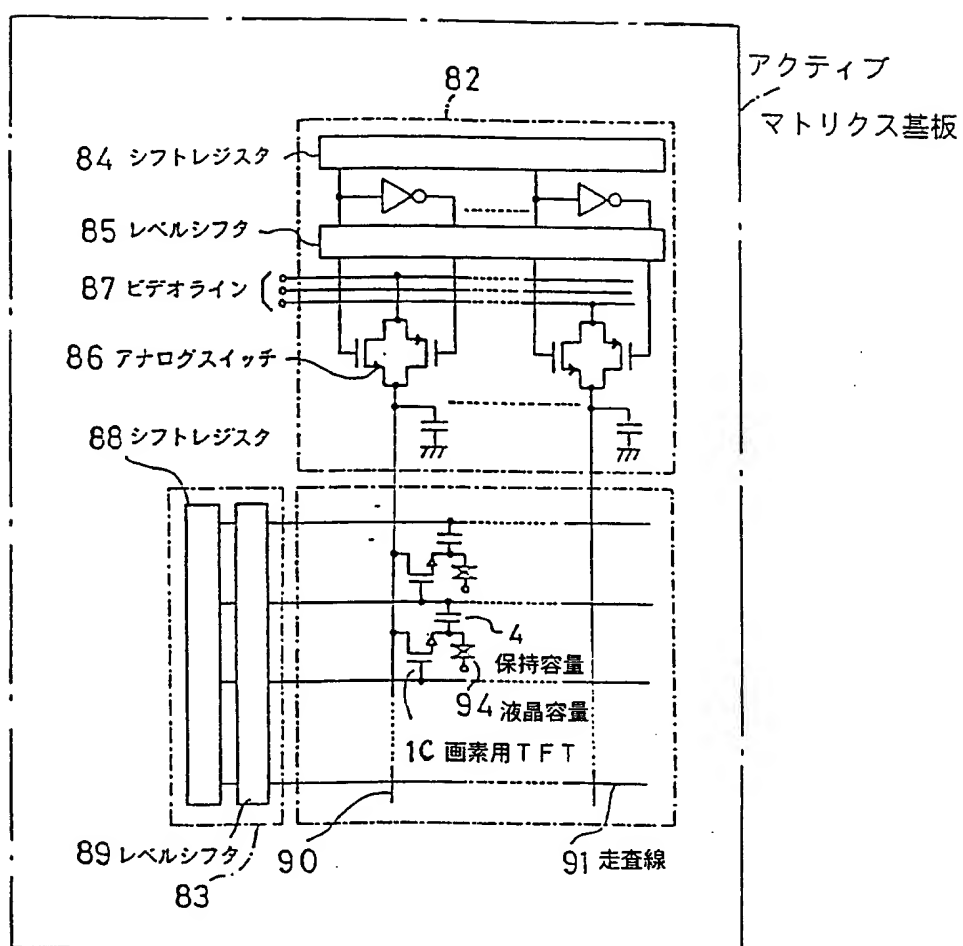 82
アクティブ
マトリクス基板
84 シフトレジスタ
85 レベルシフタ
87 ビデオライン
86 アナログスイッチ
88 シフトレジスタ
4
保持容量
94 液晶容量
1C 画素用TFT
89 レベルシフタ
83
90
91 走査線